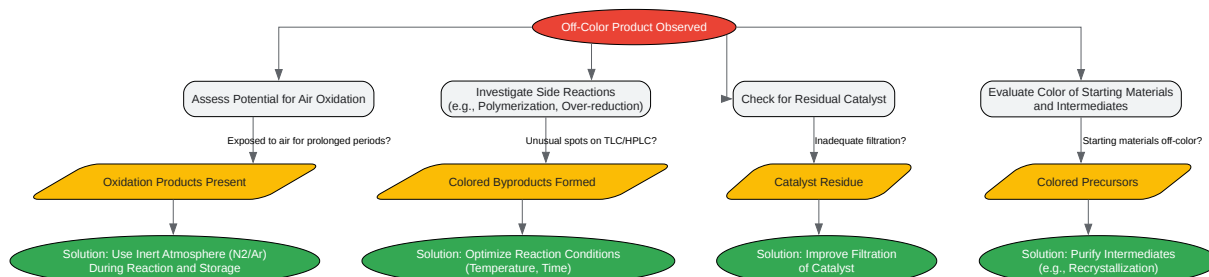 Off-Color Product Observed
Assess Potential for Air Oxidation
Investigate Side Reactions
(e.g., Polymerization, Over-reduction)
Check for Residual Catalyst
Evaluate Color of Starting Materials
and Intermediates
Exposed to air for prolonged periods?
Unusual spots on TLC/HPLC?
Inadequate filtration?
Starting materials off-color?
Oxidation Products Present
Colored Byproducts Formed
Catalyst Residue
Colored Precursors
Solution: Use Inert Atmosphere (N2/Ar)
During Reaction and Storage
Solution: Optimize Reaction Conditions
(Temperature, Time)
Solution: Improve Filtration
of Catalyst
Solution: Purify Intermediates
(e.g., Recrystallization)